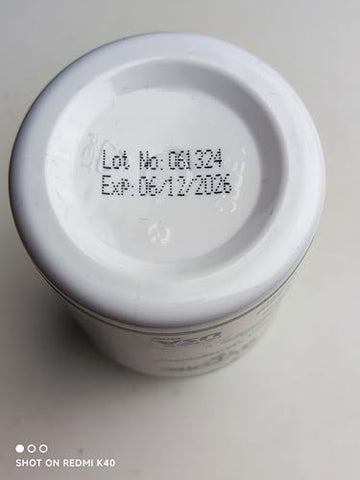 Lot No: 061324
Exp: 06/12/2026
SHOT ON REDMI K40